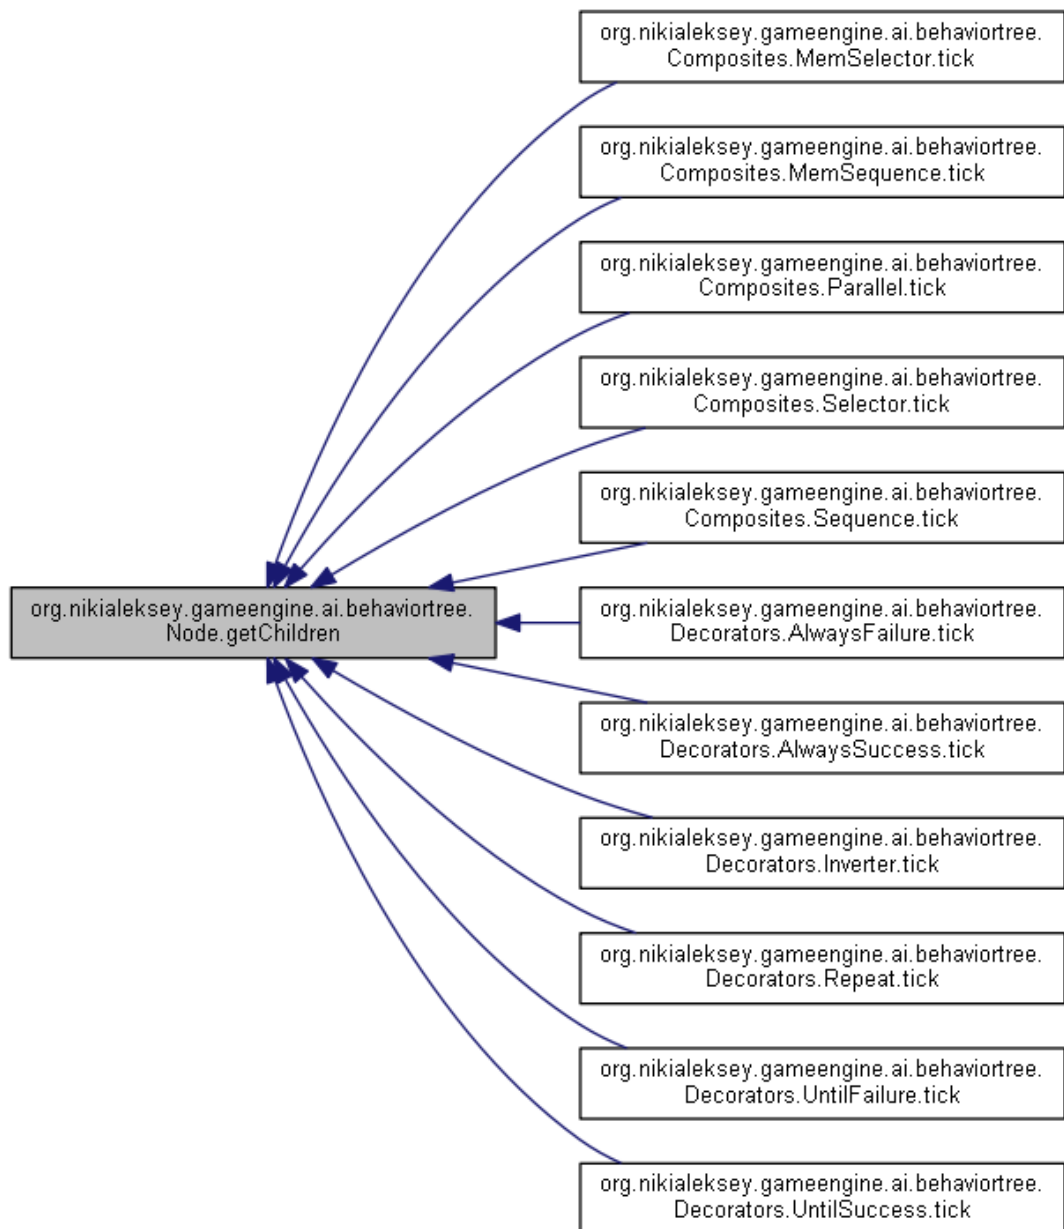 org.nikialeksey.gameengine.ai.behaviortree.
Composites.MemSelector.tick
org.nikialeksey.gameengine.ai.behaviortree.
Composites.MemSequence.tick
org.nikialeksey.gameengine.ai.behaviortree.
Composites.Parallel.tick
org.nikialeksey.gameengine.ai.behaviortree.
Composites.Selector.tick
org.nikialeksey.gameengine.ai.behaviortree.
Composites.Sequence.tick
org.nikialeksey.gameengine.ai.behaviortree.
Node.getChildren
org.nikialeksey.gameengine.ai.behaviortree.
Decorators.AlwaysFailure.tick
org.nikialeksey.gameengine.ai.behaviortree.
Decorators.AlwaysSuccess.tick
org.nikialeksey.gameengine.ai.behaviortree.
Decorators.Inverter.tick
org.nikialeksey.gameengine.ai.behaviortree.
Decorators.Repeat.tick
org.nikialeksey.gameengine.ai.behaviortree.
Decorators.UntilFailure.tick
org.nikialeksey.gameengine.ai.behaviortree.
Decorators.UntilSuccess.tick